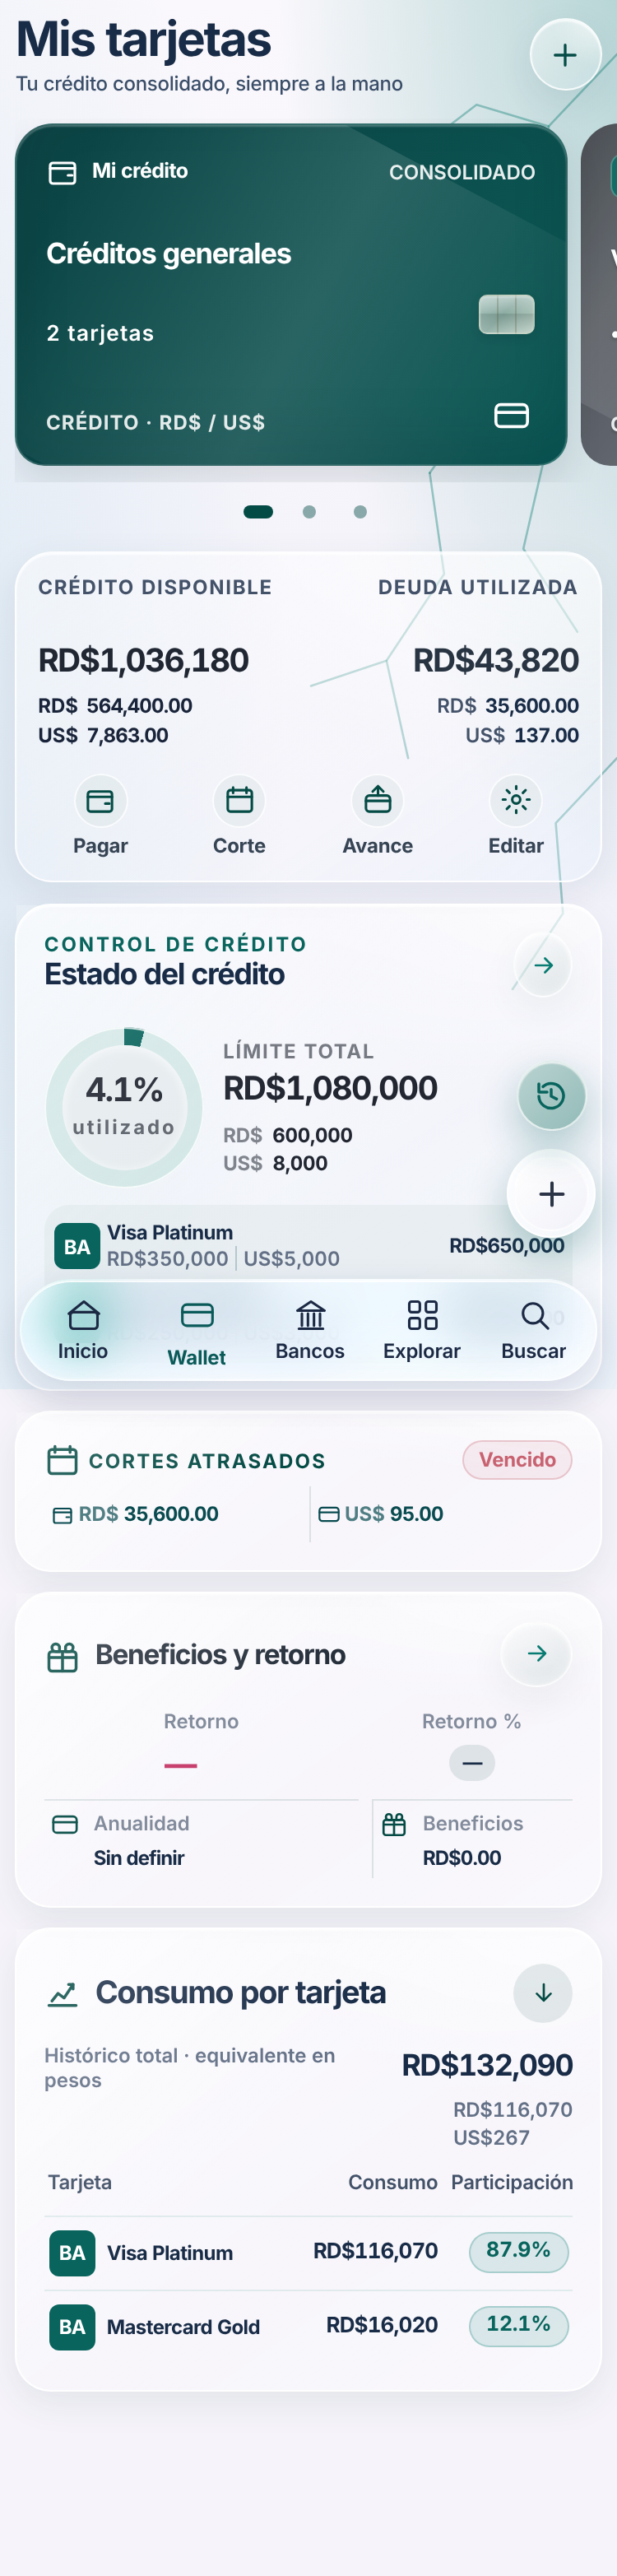 Mis tarjetas
Tu crédito consolidado, siempre a la mano
Mi crédito
CONSOLIDADO
Créditos generales
2 tarjetas
CRÉDITO · RD$ / US$
CRÉDITO DISPONIBLE
DEUDA UTILIZADA
RD$1,036,180
RD$43,820
RD$ 564,400.00
RD$ 35,600.00
US$ 7,863.00
US$ 137.00
Pagar
Corte
Avance
Editar
CONTROL DE CRÉDITO
Estado del crédito
4.1%
utilizado
LÍMITE TOTAL
RD$1,080,000
RD$ 600,000
US$ 8,000
BA
Visa Platinum
RD$350,000 US$5,000
RD$650,000
Inicio
Wallet
Bancos
Explorar
Buscar
CORTES ATRASADOS
Vencido
RD$ 35,600.00
US$ 95.00
Beneficios y retorno
Retorno
Retorno %
—
—
Anualidad
Sin definir
Beneficios
RD$0.00
Consumo por tarjeta
Histórico total · equivalente en
pesos
RD$132,090
RD$116,070
US$267
Tarjeta
Consumo
Participación
BA
Visa Platinum
RD$116,070
87.9%
BA
Mastercard Gold
RD$16,020
12.1%